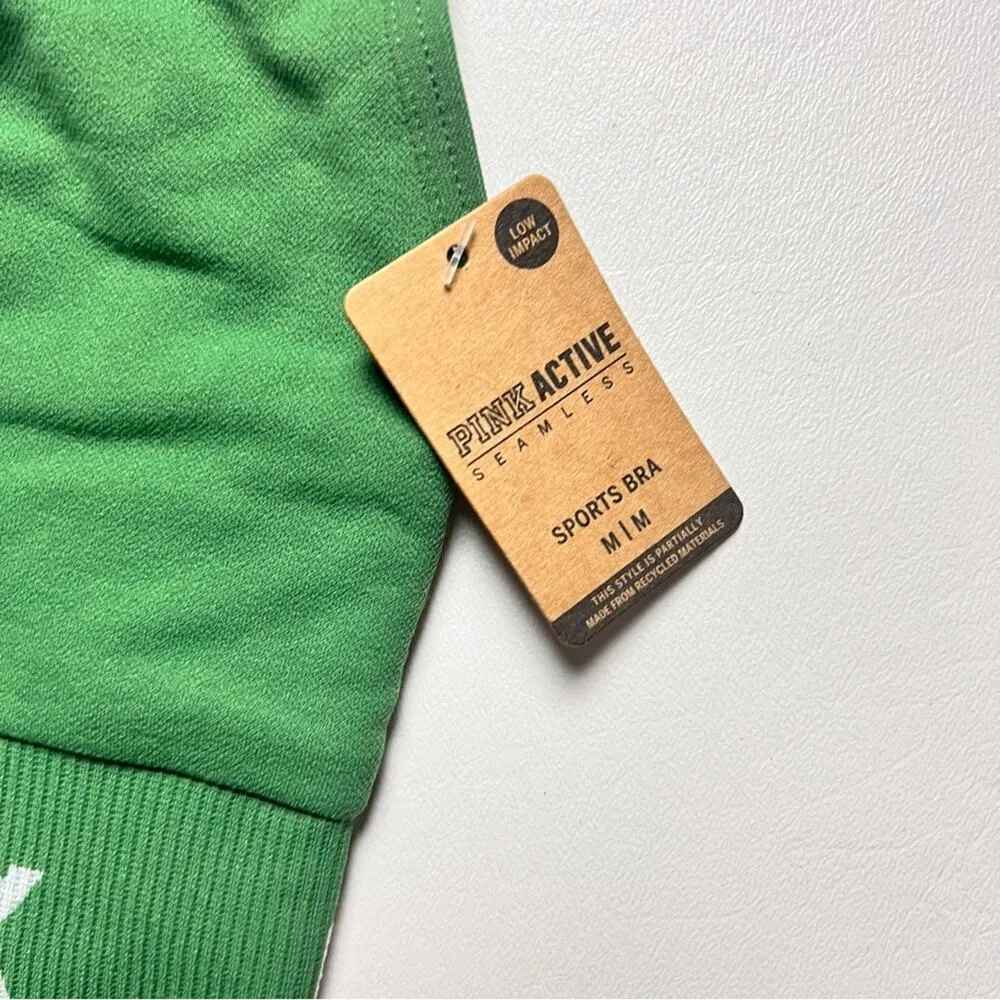 LOW
IMPACT
PINK ACTIVE
SEAMLESS
SPORTS BRA
M | M
THIS STYLE IS PARTIALLY
MADE FROM RECYCLED MATERIALS